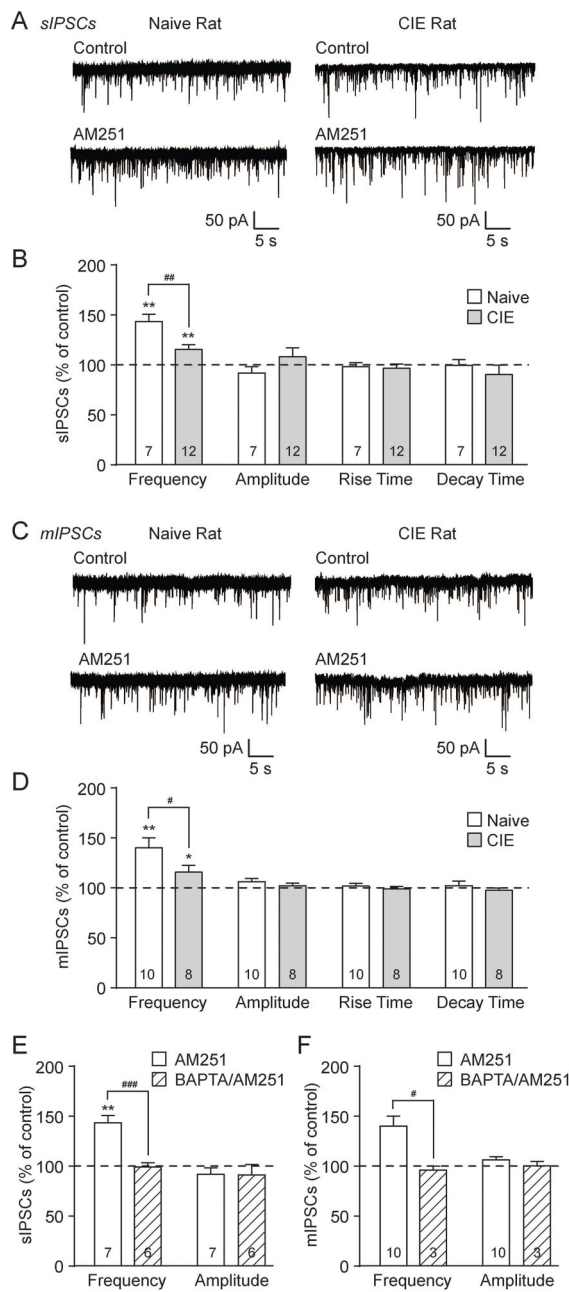 A sIPSCs Naive Rat CIE Rat
Control Control
AM251 AM251
50 pA 50 pA
5 s 5 s
B
sIPSCs (% of control)
200
150
100
50
0
## 
** **
Naive
CIE
7 12 7 12 7 12 7 12
Frequency Amplitude Rise Time Decay Time
C mIPSCs Naive Rat CIE Rat
Control Control
AM251 AM251
50 pA 50 pA
5 s 5 s
D
mIPSCs (% of control)
200
150
100
50
0
#
** *
Naive
CIE
10 8 10 8 10 8 10 8
Frequency Amplitude Rise Time Decay Time
E
sIPSCs (% of control)
200
150
100
50
0
AM251
BAPTA/AM251
###
**
7 6 7 6
Frequency Amplitude
F
mIPSCs (% of control)
200
150
100
50
0
AM251
BAPTA/AM251
#
10 3 10 3
Frequency Amplitude